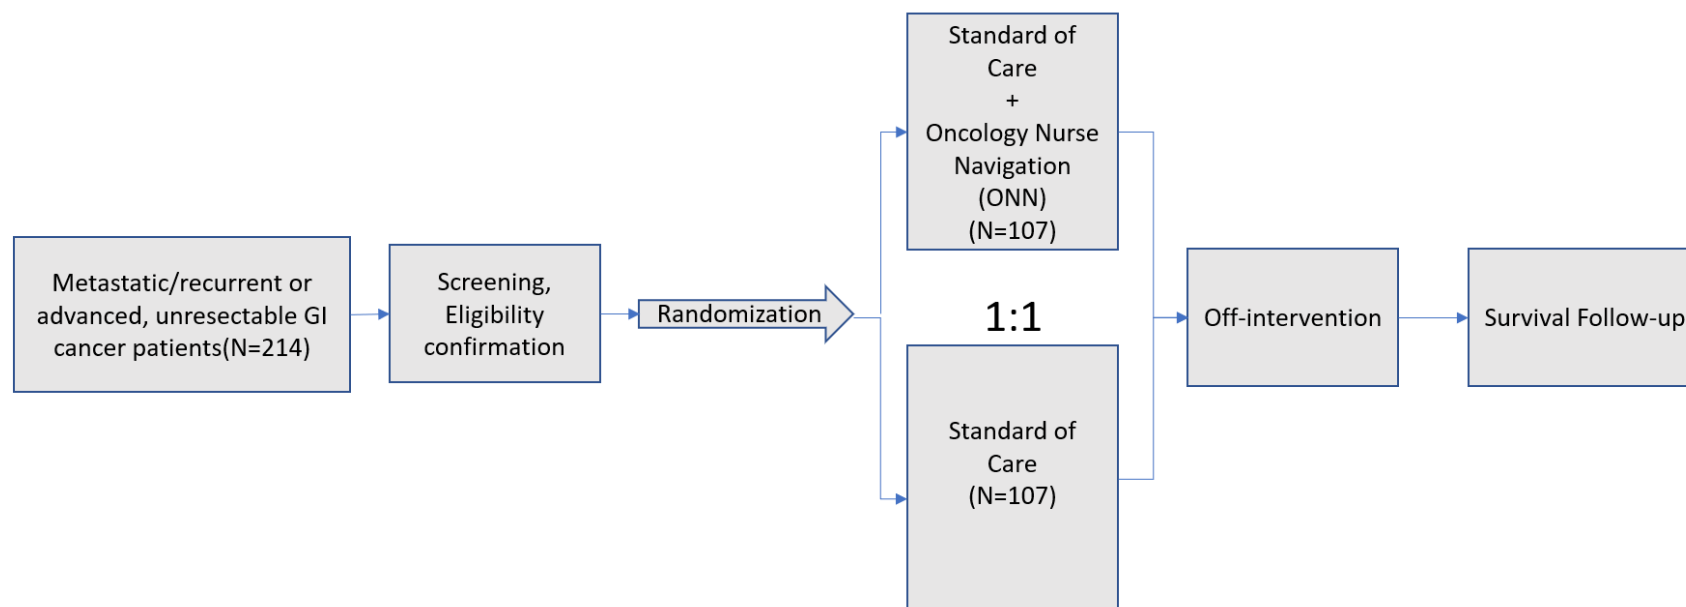 Metastatic/recurrent or
advanced, unresectable GI
cancer patients(N=214)
Screening,
Eligibility
confirmation
Randomization
Standard of
Care
+
Oncology Nurse
Navigation
(ONN)
(N=107)
1:1
Standard of
Care
(N=107)
Off-intervention
Survival Follow-up